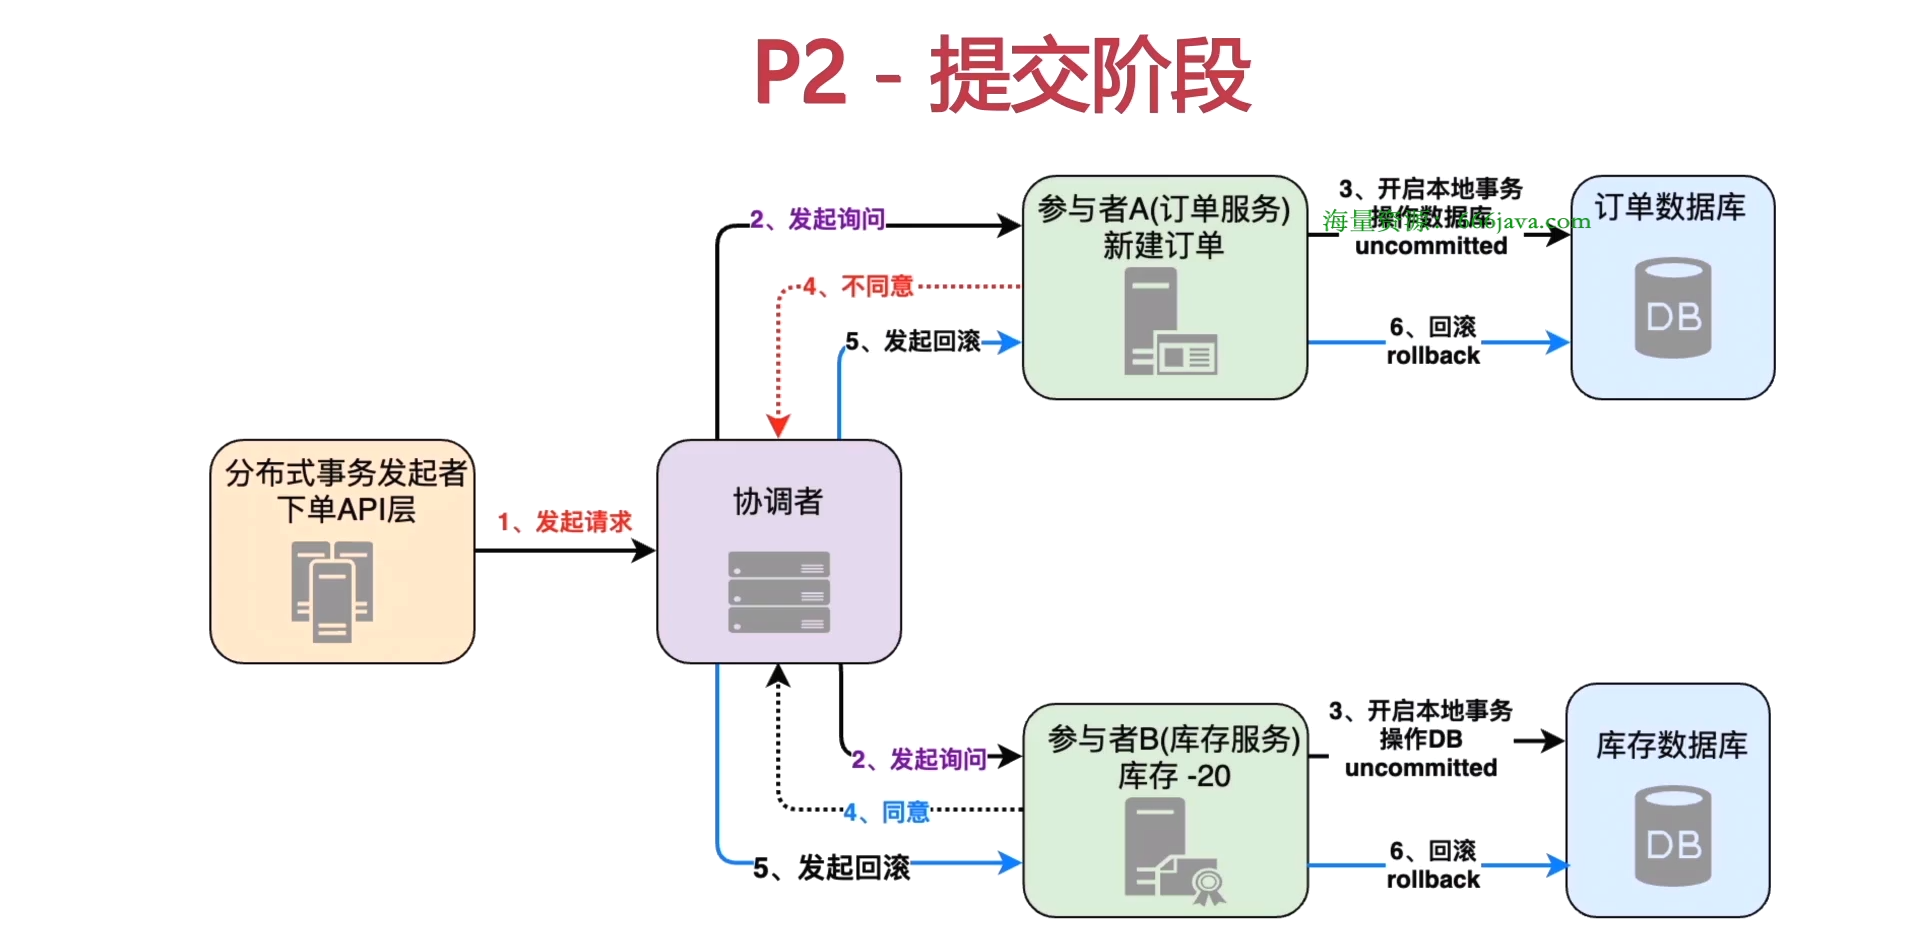 P2 - 提交阶段
2、发起询问
参与者A(订单服务)
新建订单
3、开启本地事务
操作数据库
uncommitted
海量资源：666java.com
订单数据库
DB
4、不同意
5、发起回滚
6、回滚
rollback
分布式事务发起者
下单API层
1、发起请求
协调者
2、发起询问
参与者B(库存服务)
库存 -20
3、开启本地事务
操作DB
uncommitted
库存数据库
DB
4、同意
5、发起回滚
6、回滚
rollback